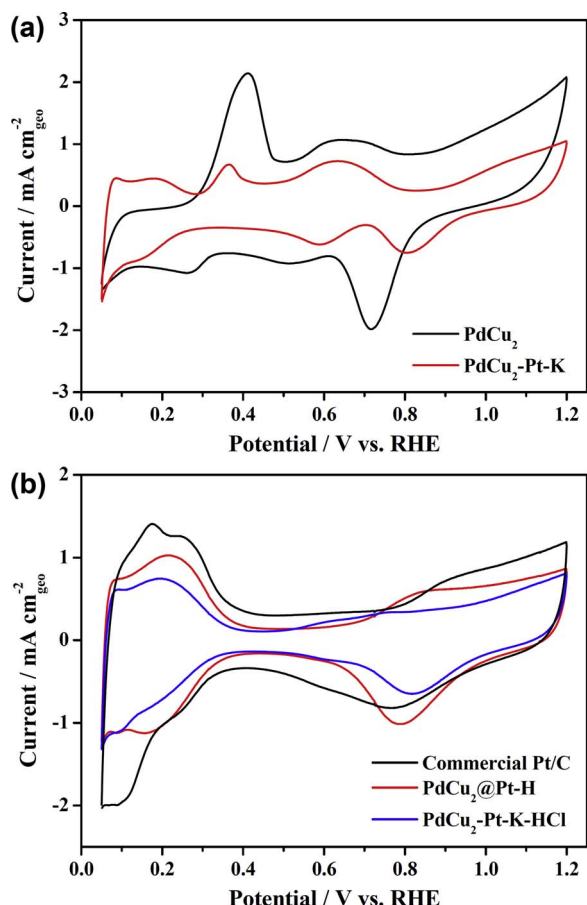 (a)
3
2
1
0
-1
-2
-3
Current / mA cm⁻²geo
PdCu₂
PdCu₂-Pt-K
0.0 0.2 0.4 0.6 0.8 1.0 1.2
Potential / V vs. RHE
(b)
2
1
0
-1
-2
Current / mA cm⁻²geo
Commercial Pt/C
PdCu₂@Pt-H
PdCu₂-Pt-K-HCl
0.0 0.2 0.4 0.6 0.8 1.0 1.2
Potential / V vs. RHE